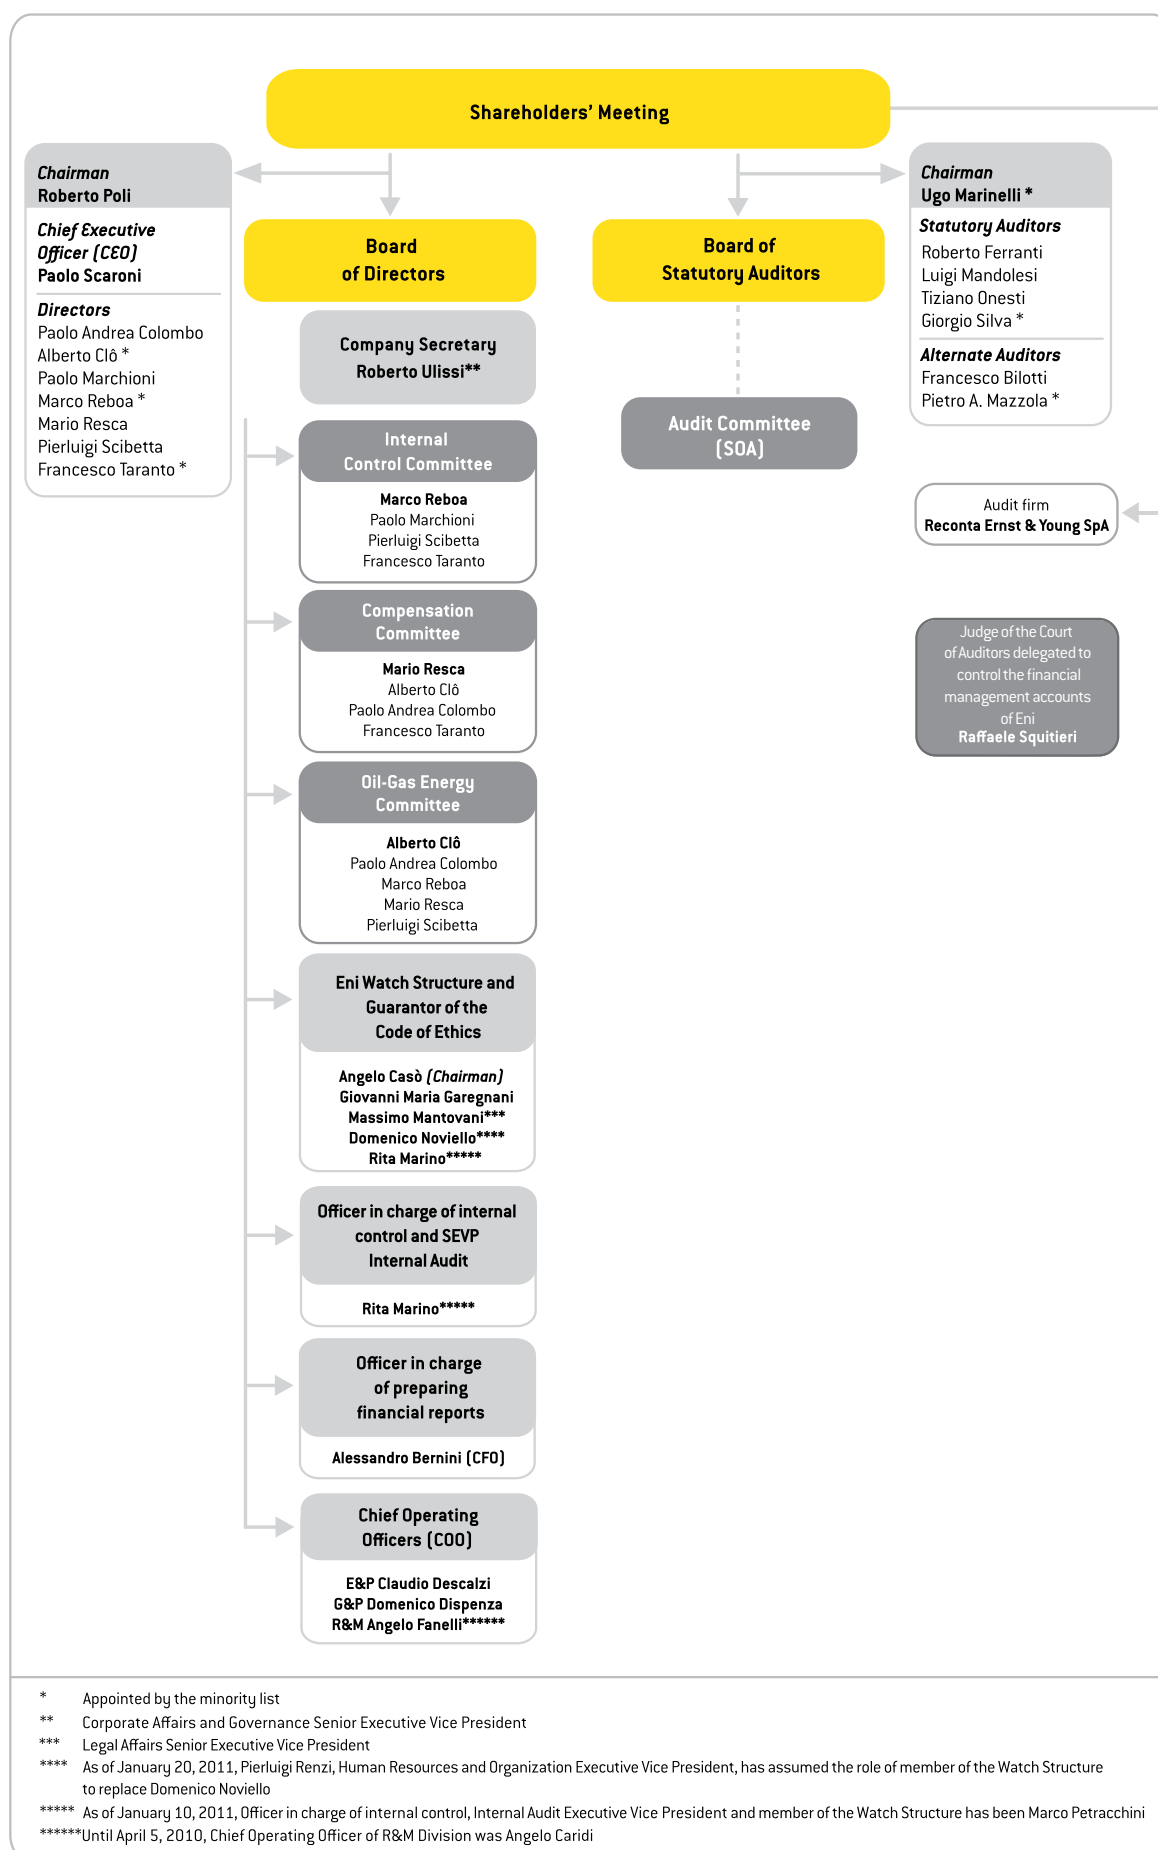 Shareholders’ Meeting
Chairman
Roberto Poli
Chief Executive
Officer (CEO)
Paolo Scaroni
Directors
Paolo Andrea Colombo
Alberto Clô *
Paolo Marchioni
Marco Reboa *
Mario Resca
Pierluigi Scibetta
Francesco Taranto *
Board
of Directors
Board of
Statutory Auditors
Chairman
Ugo Marinelli *
Statutory Auditors
Roberto Ferranti
Luigi Mandolesi
Tiziano Onesti
Giorgio Silva *
Alternate Auditors
Francesco Bilotti
Pietro A. Mazzola *
Company Secretary
Roberto Ulissi**
Audit Committee
(SOA)
Internal
Control Committee
Marco Reboa
Paolo Marchioni
Pierluigi Scibetta
Francesco Taranto
Audit firm
Reconta Ernst & Young SpA
Compensation
Committee
Mario Resca
Alberto Clô
Paolo Andrea Colombo
Francesco Taranto
Judge of the Court
of Auditors delegated to
control the financial
management accounts
of Eni
Raffaele Squitieri
Oil-Gas Energy
Committee
Alberto Clô
Paolo Andrea Colombo
Marco Reboa
Mario Resca
Pierluigi Scibetta
Eni Watch Structure and
Guarantor of the
Code of Ethics
Angelo Casò (Chairman)
Giovanni Maria Garegnani
Massimo Mantovani***
Domenico Noviello****
Rita Marino*****
Officer in charge of internal
control and SEVP
Internal Audit
Rita Marino*****
Officer in charge
of preparing
financial reports
Alessandro Bernini (CFO)
Chief Operating
Officers (COO)
E&P Claudio Descalzi
G&P Domenico Dispenza
R&M Angelo Fanelli******
* Appointed by the minority list
** Corporate Affairs and Governance Senior Executive Vice President
*** Legal Affairs Senior Executive Vice President
**** As of January 20, 2011, Pierluigi Renzi, Human Resources and Organization Executive Vice President, has assumed the role of member of the Watch Structure
to replace Domenico Noviello
***** As of January 10, 2011, Officer in charge of internal control, Internal Audit Executive Vice President and member of the Watch Structure has been Marco Petracchini
******Until April 5, 2010, Chief Operating Officer of R&M Division was Angelo Caridi